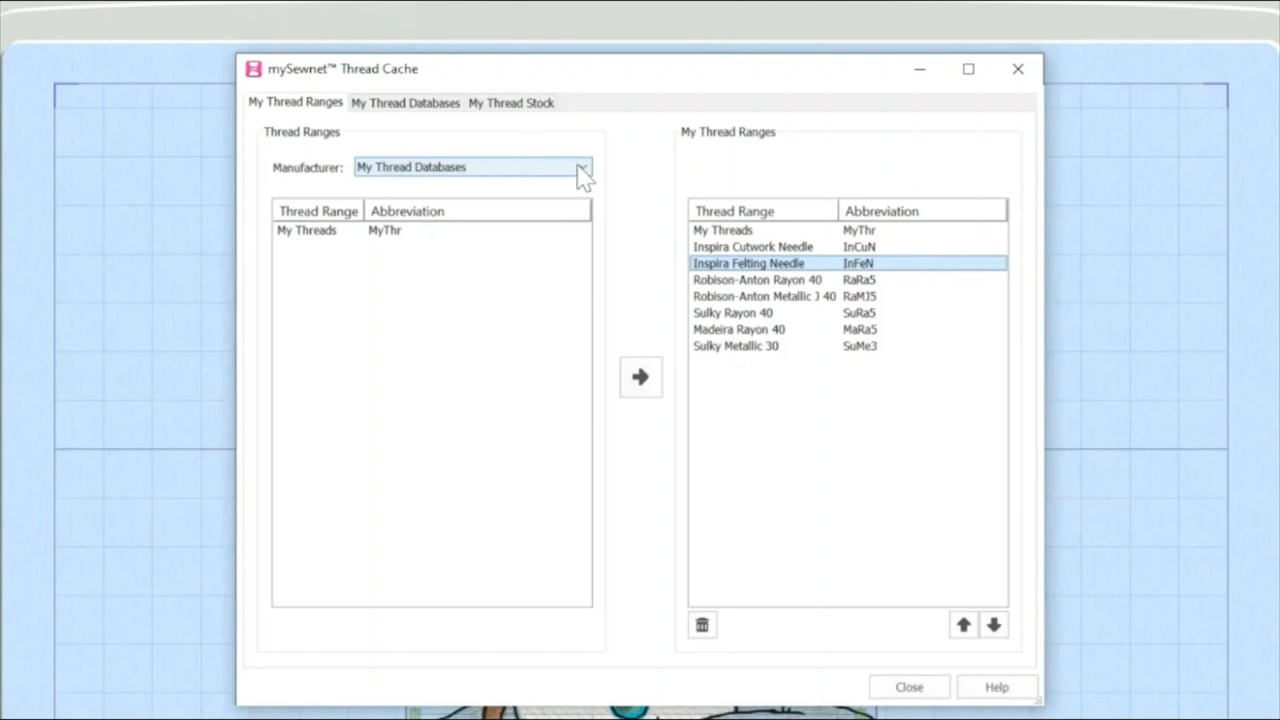 mySewnet™ Thread Cache
My Thread Ranges My Thread Databases My Thread Stock
Thread Ranges
Manufacturer: My Thread Databases
Thread Range Abbreviation
My Threads MyThr
My Thread Ranges
Thread Range Abbreviation
My Threads MyThr
Inspira Cutwork Needle InCuN
Inspira Felting Needle InFeN
Robison-Anton Rayon 40 RaRa5
Robison-Anton Metallic J 40 RaMJ5
Sulky Rayon 40 SuRa5
Madeira Rayon 40 MaRa5
Sulky Metallic 30 SuMe3
Close Help